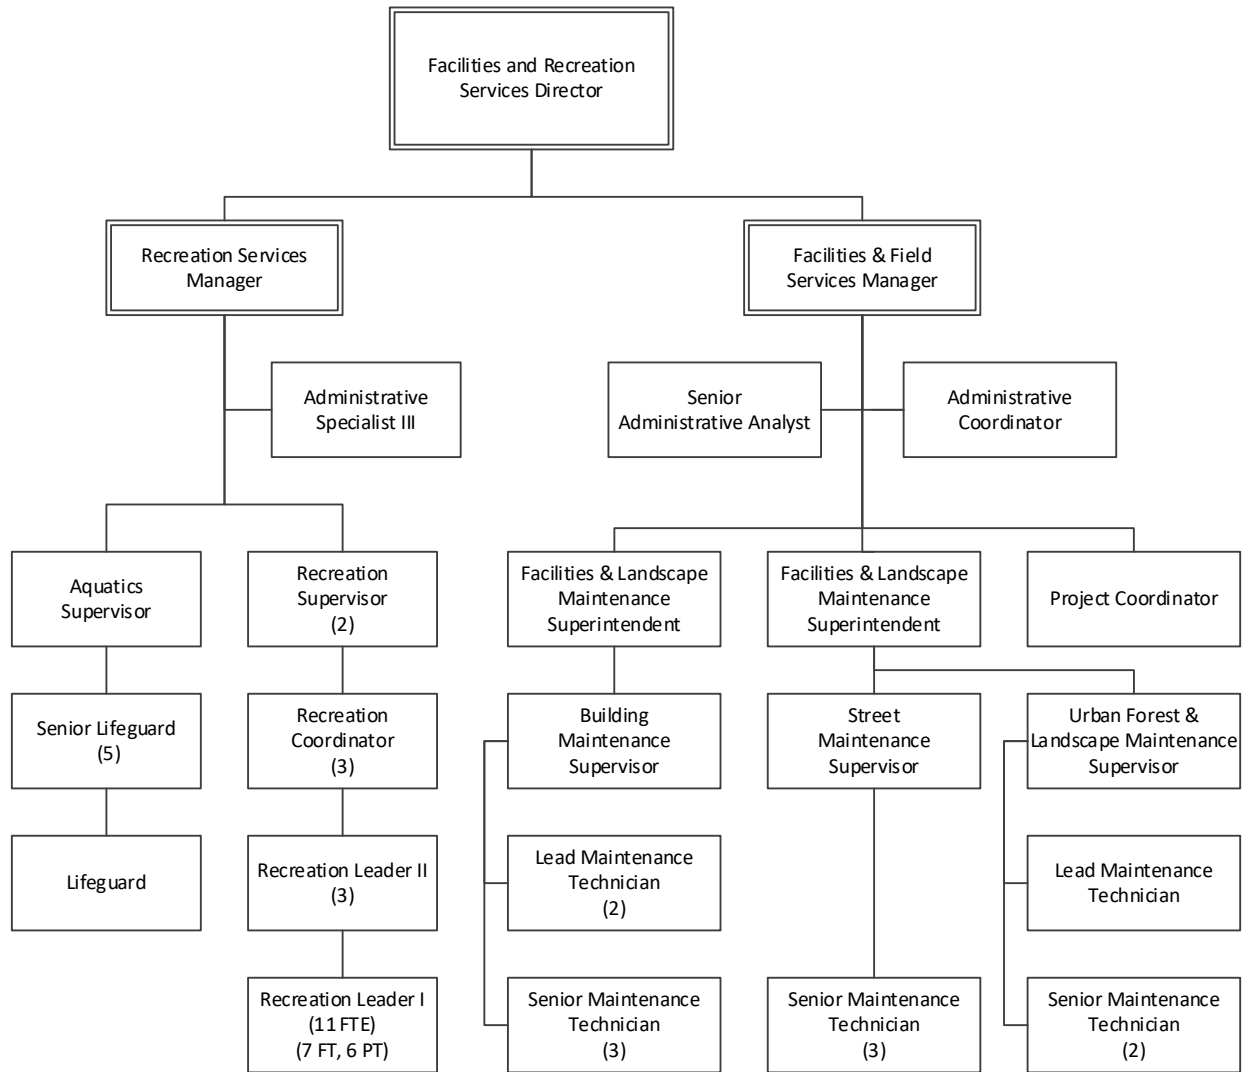 Facilities and Recreation
Services Director
Recreation Services
Manager
Facilities & Field
Services Manager
Administrative
Specialist III
Senior
Administrative Analyst
Administrative
Coordinator
Aquatics
Supervisor
Recreation
Supervisor
(2)
Facilities & Landscape
Maintenance
Superintendent
Facilities & Landscape
Maintenance
Superintendent
Project Coordinator
Senior Lifeguard
(5)
Recreation
Coordinator
(3)
Building
Maintenance
Supervisor
Street
Maintenance
Supervisor
Urban Forest &
Landscape Maintenance
Supervisor
Lifeguard
Recreation Leader II
(3)
Lead Maintenance
Technician
(2)
Lead Maintenance
Technician
Recreation Leader I
(11 FTE)
(7 FT, 6 PT)
Senior Maintenance
Technician
(3)
Senior Maintenance
Technician
(3)
Senior Maintenance
Technician
(2)